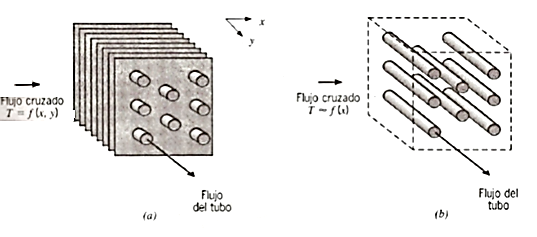 x
y
Flujo cruzado
T = f(x, y)
Flujo
del tubo
(a)
Flujo cruzado
T – f(x)
Flujo del
tubo
(b)